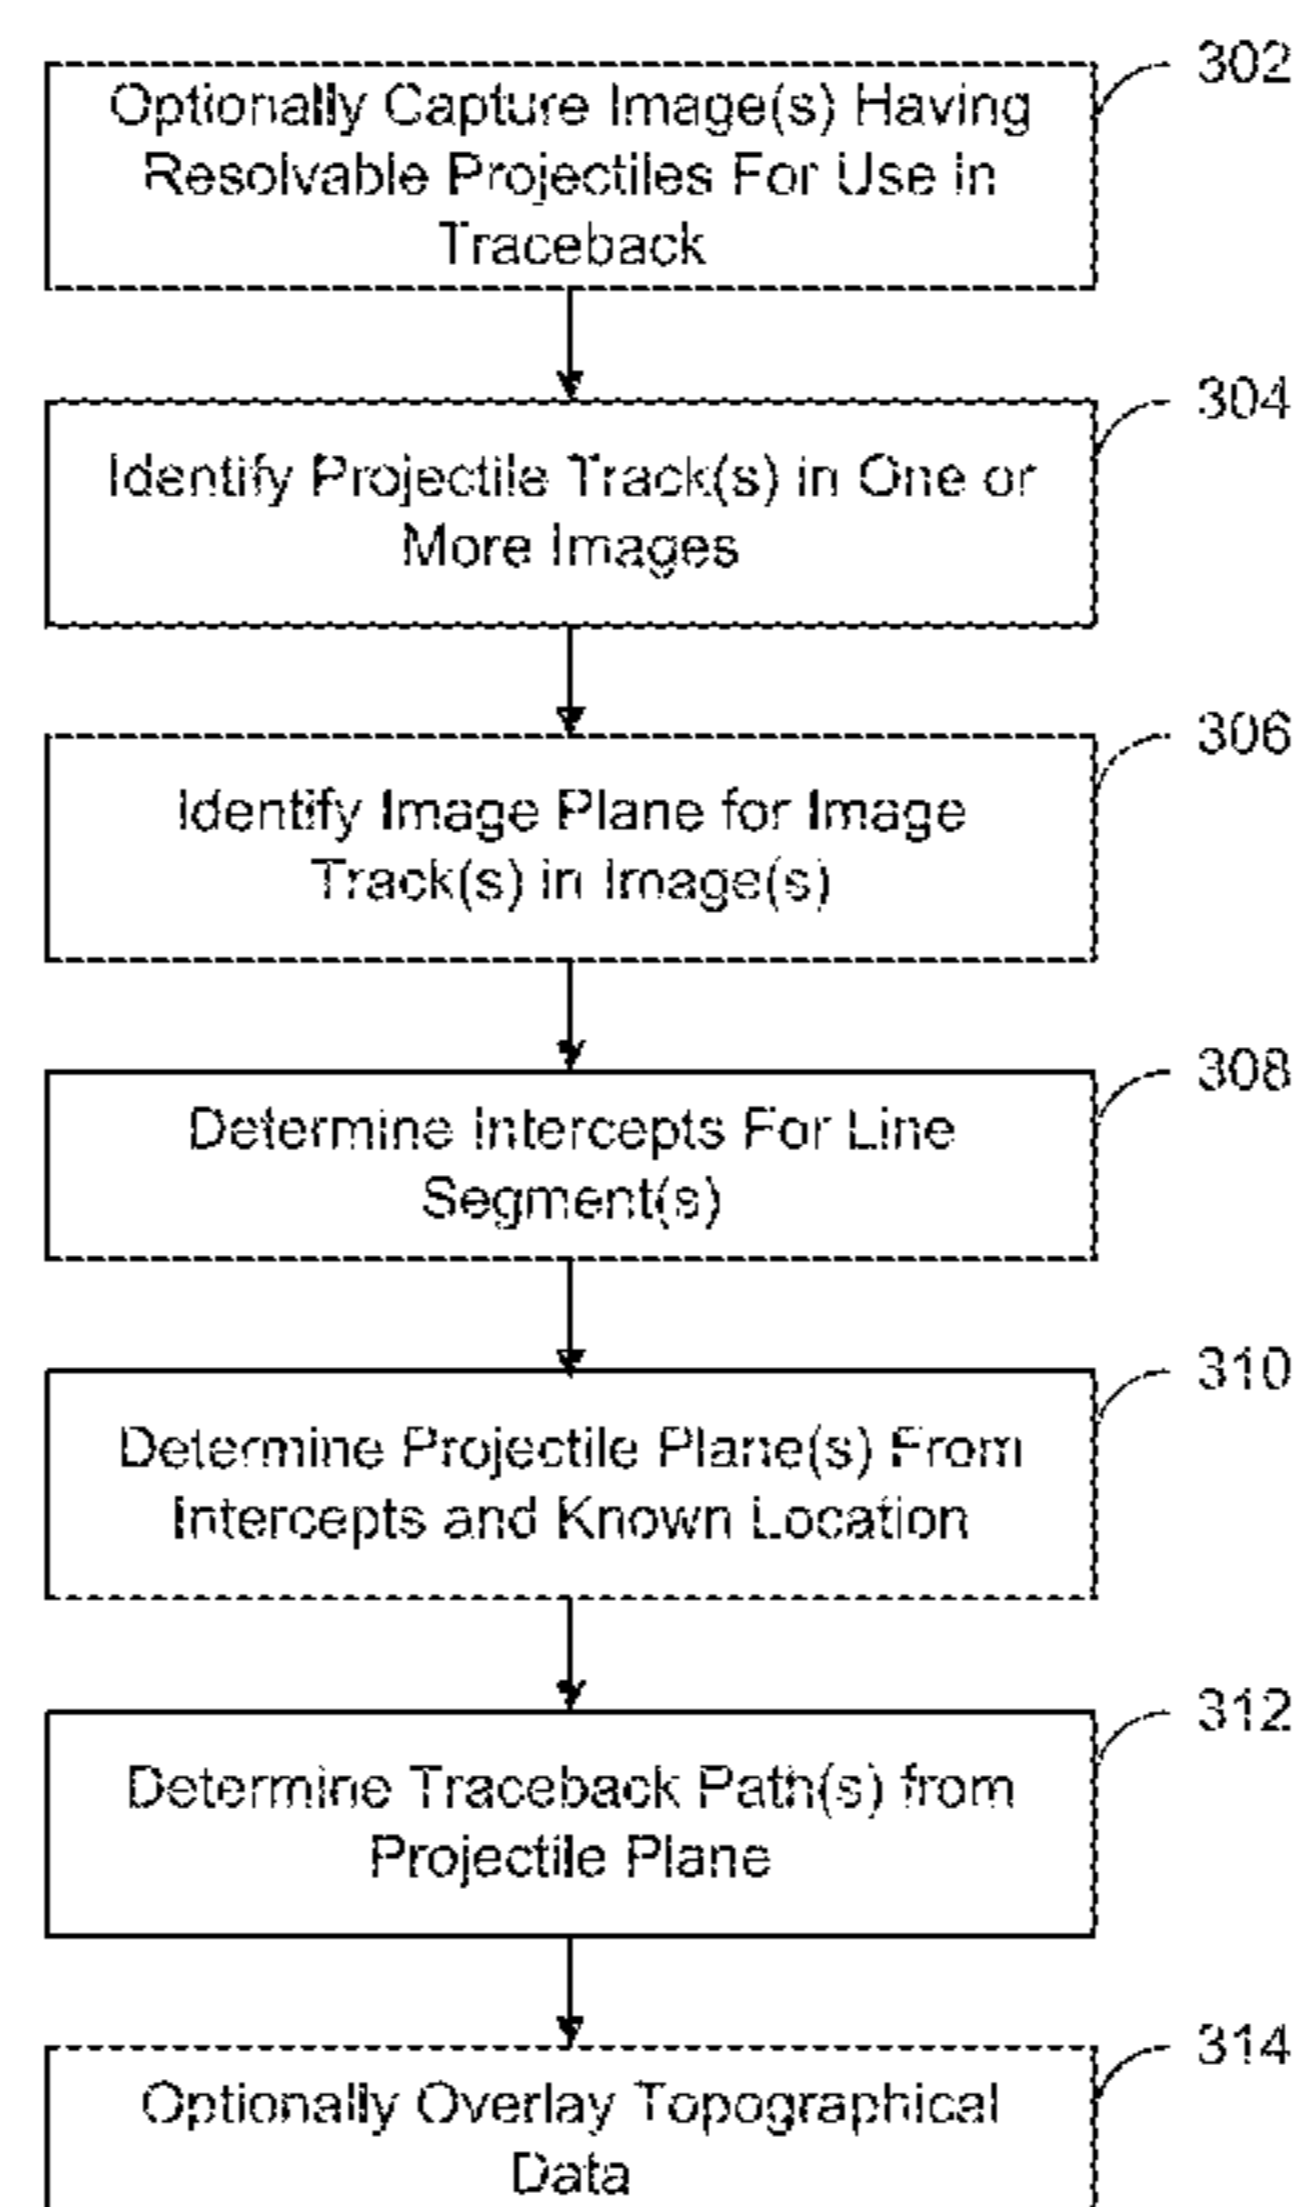 302
Optionally Capture Image(s) Having
Resolvable Projectiles For Use in
Traceback
304
Identify Projectile Track(s) in One or
More Images
306
Identify Image Plane for Image
Track(s) in Image(s)
308
Determine Intercepts For Line
Segment(s)
310
Determine Projectile Plane(s) From
Intercepts and Known Location
312
Determine Traceback Path(s) from
Projectile Plane
314
Optionally Overlay Topographical
Data